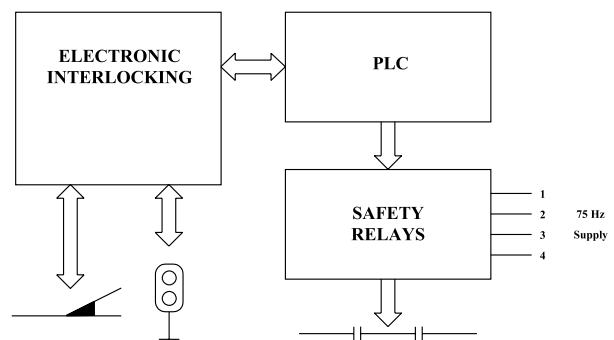 ELECTRONIC
INTERLOCKING
PLC
SAFETY
RELAYS
1
2
3
4
75 Hz
Supply